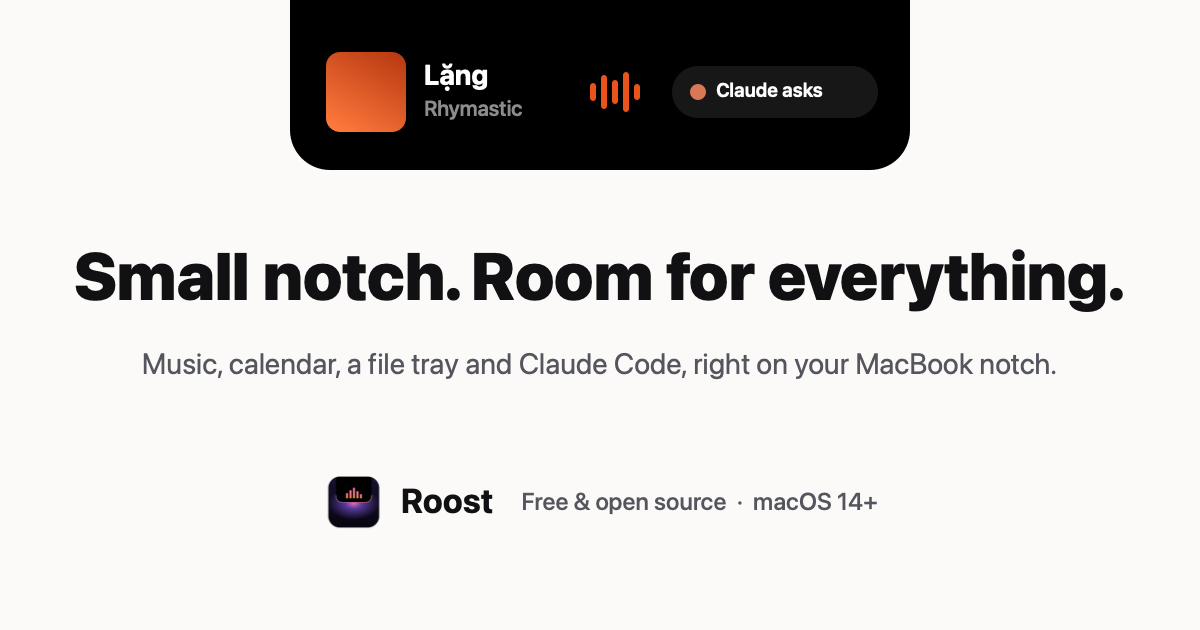 Lặng
Rhymastic
Claude asks
Small notch. Room for everything.
Music, calendar, a file tray and Claude Code, right on your MacBook notch.
Roost
Free & open source · macOS 14+